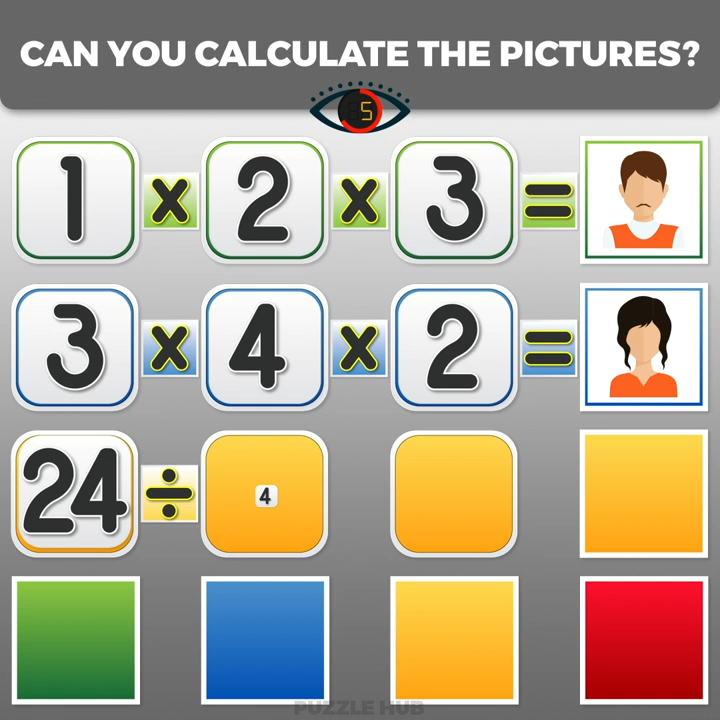 CAN YOU CALCULATE THE PICTURES?
5
1 x 2 x 3 =
3 x 4 x 2 =
24 ÷ 4
PUZZLE HUB